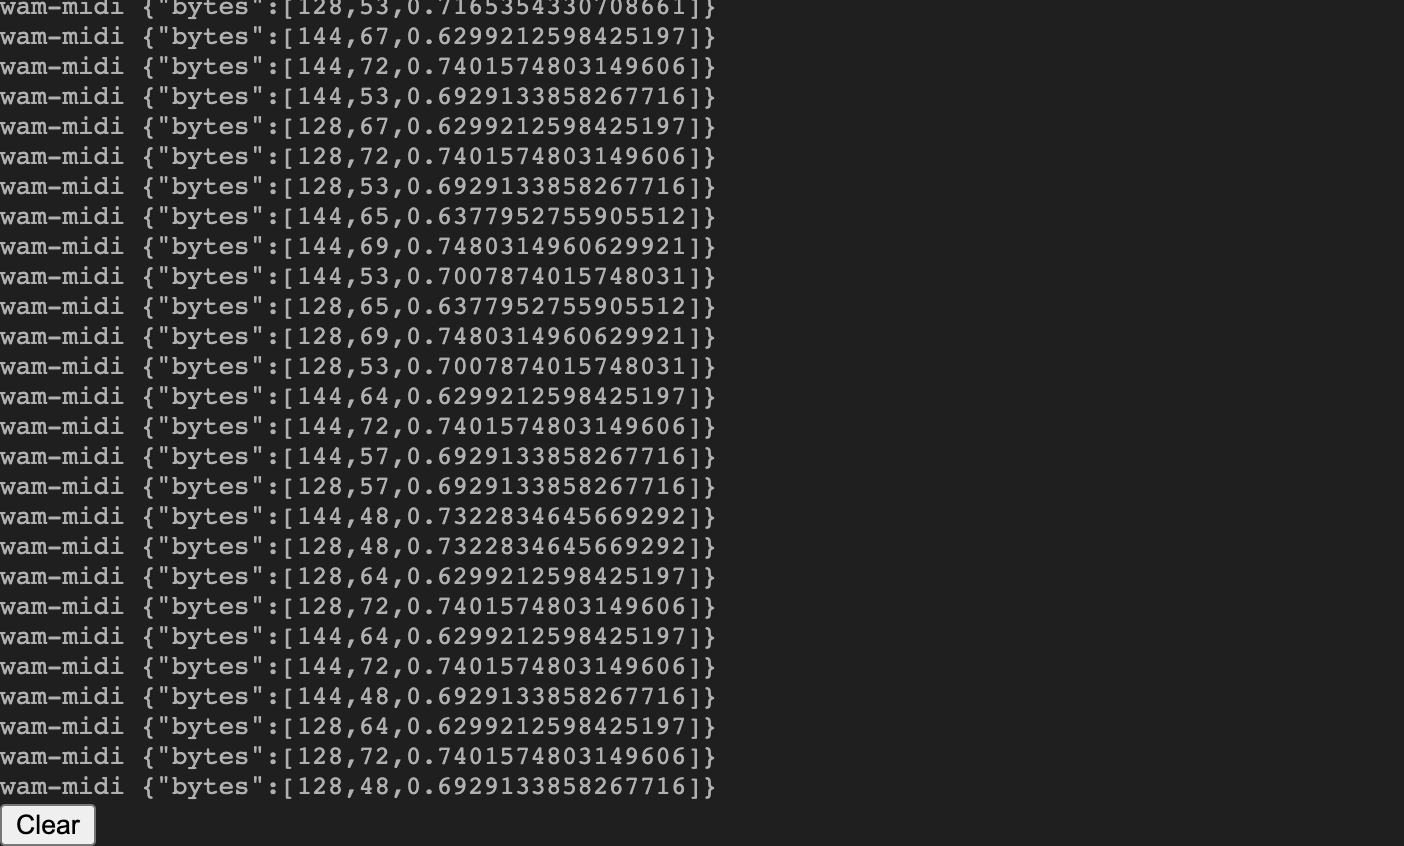 wam-midi {"bytes":[128,53,0.7165354330708661]}
wam-midi {"bytes":[144,67,0.6299212598425197]}
wam-midi {"bytes":[144,72,0.7401574803149606]}
wam-midi {"bytes":[144,53,0.6929133858267716]}
wam-midi {"bytes":[128,67,0.6299212598425197]}
wam-midi {"bytes":[128,72,0.7401574803149606]}
wam-midi {"bytes":[128,53,0.6929133858267716]}
wam-midi {"bytes":[144,65,0.6377952755905512]}
wam-midi {"bytes":[144,69,0.7480314960629921]}
wam-midi {"bytes":[144,53,0.7007874015748031]}
wam-midi {"bytes":[128,65,0.6377952755905512]}
wam-midi {"bytes":[128,69,0.7480314960629921]}
wam-midi {"bytes":[128,53,0.7007874015748031]}
wam-midi {"bytes":[144,64,0.6299212598425197]}
wam-midi {"bytes":[144,72,0.7401574803149606]}
wam-midi {"bytes":[144,57,0.6929133858267716]}
wam-midi {"bytes":[128,57,0.6929133858267716]}
wam-midi {"bytes":[144,48,0.7322834645669292]}
wam-midi {"bytes":[128,48,0.7322834645669292]}
wam-midi {"bytes":[128,64,0.6299212598425197]}
wam-midi {"bytes":[128,72,0.7401574803149606]}
wam-midi {"bytes":[144,64,0.6299212598425197]}
wam-midi {"bytes":[144,72,0.7401574803149606]}
wam-midi {"bytes":[144,48,0.6929133858267716]}
wam-midi {"bytes":[128,64,0.6299212598425197]}
wam-midi {"bytes":[128,72,0.7401574803149606]}
wam-midi {"bytes":[128,48,0.6929133858267716]}
Clear